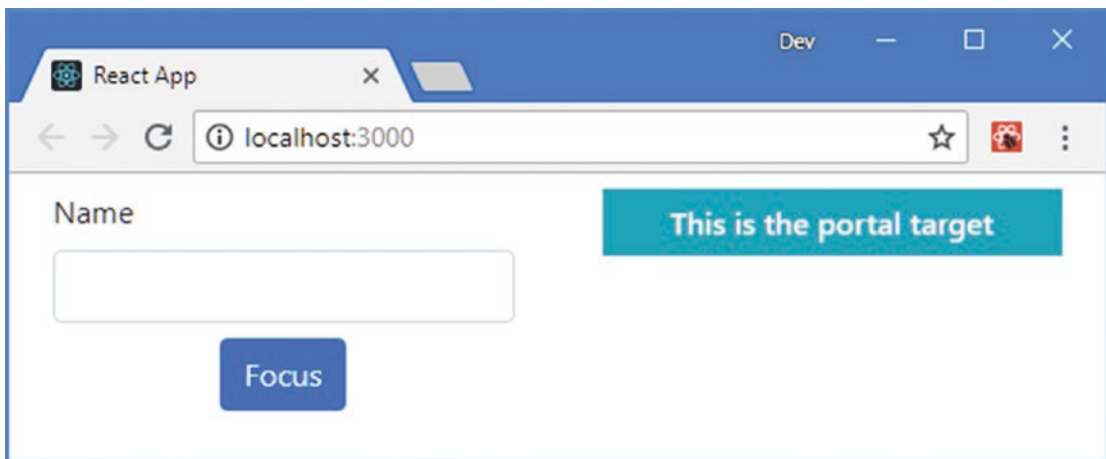 Dev
React App
localhost:3000
Name
This is the portal target
Focus